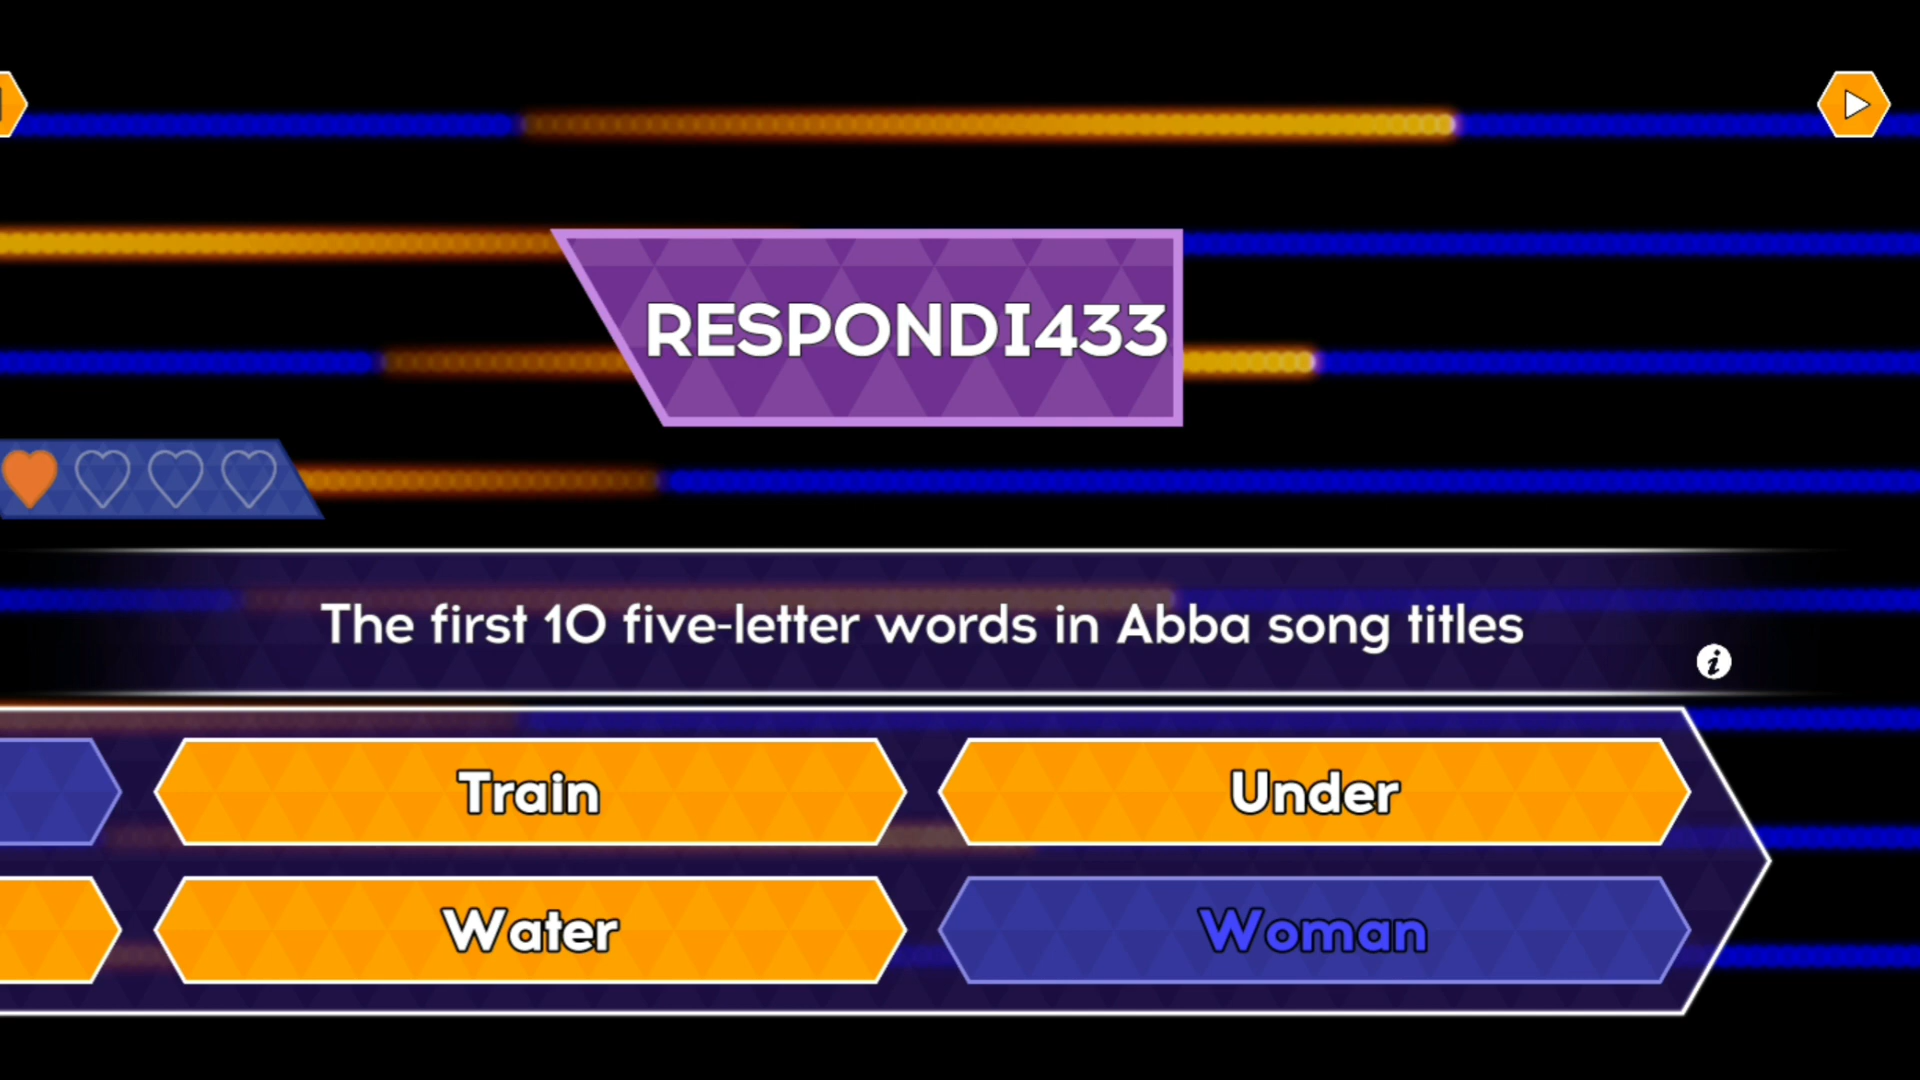 RESPONDI433
The first 10 five-letter words in Abba song titles
i
Train
Under
Water
Woman